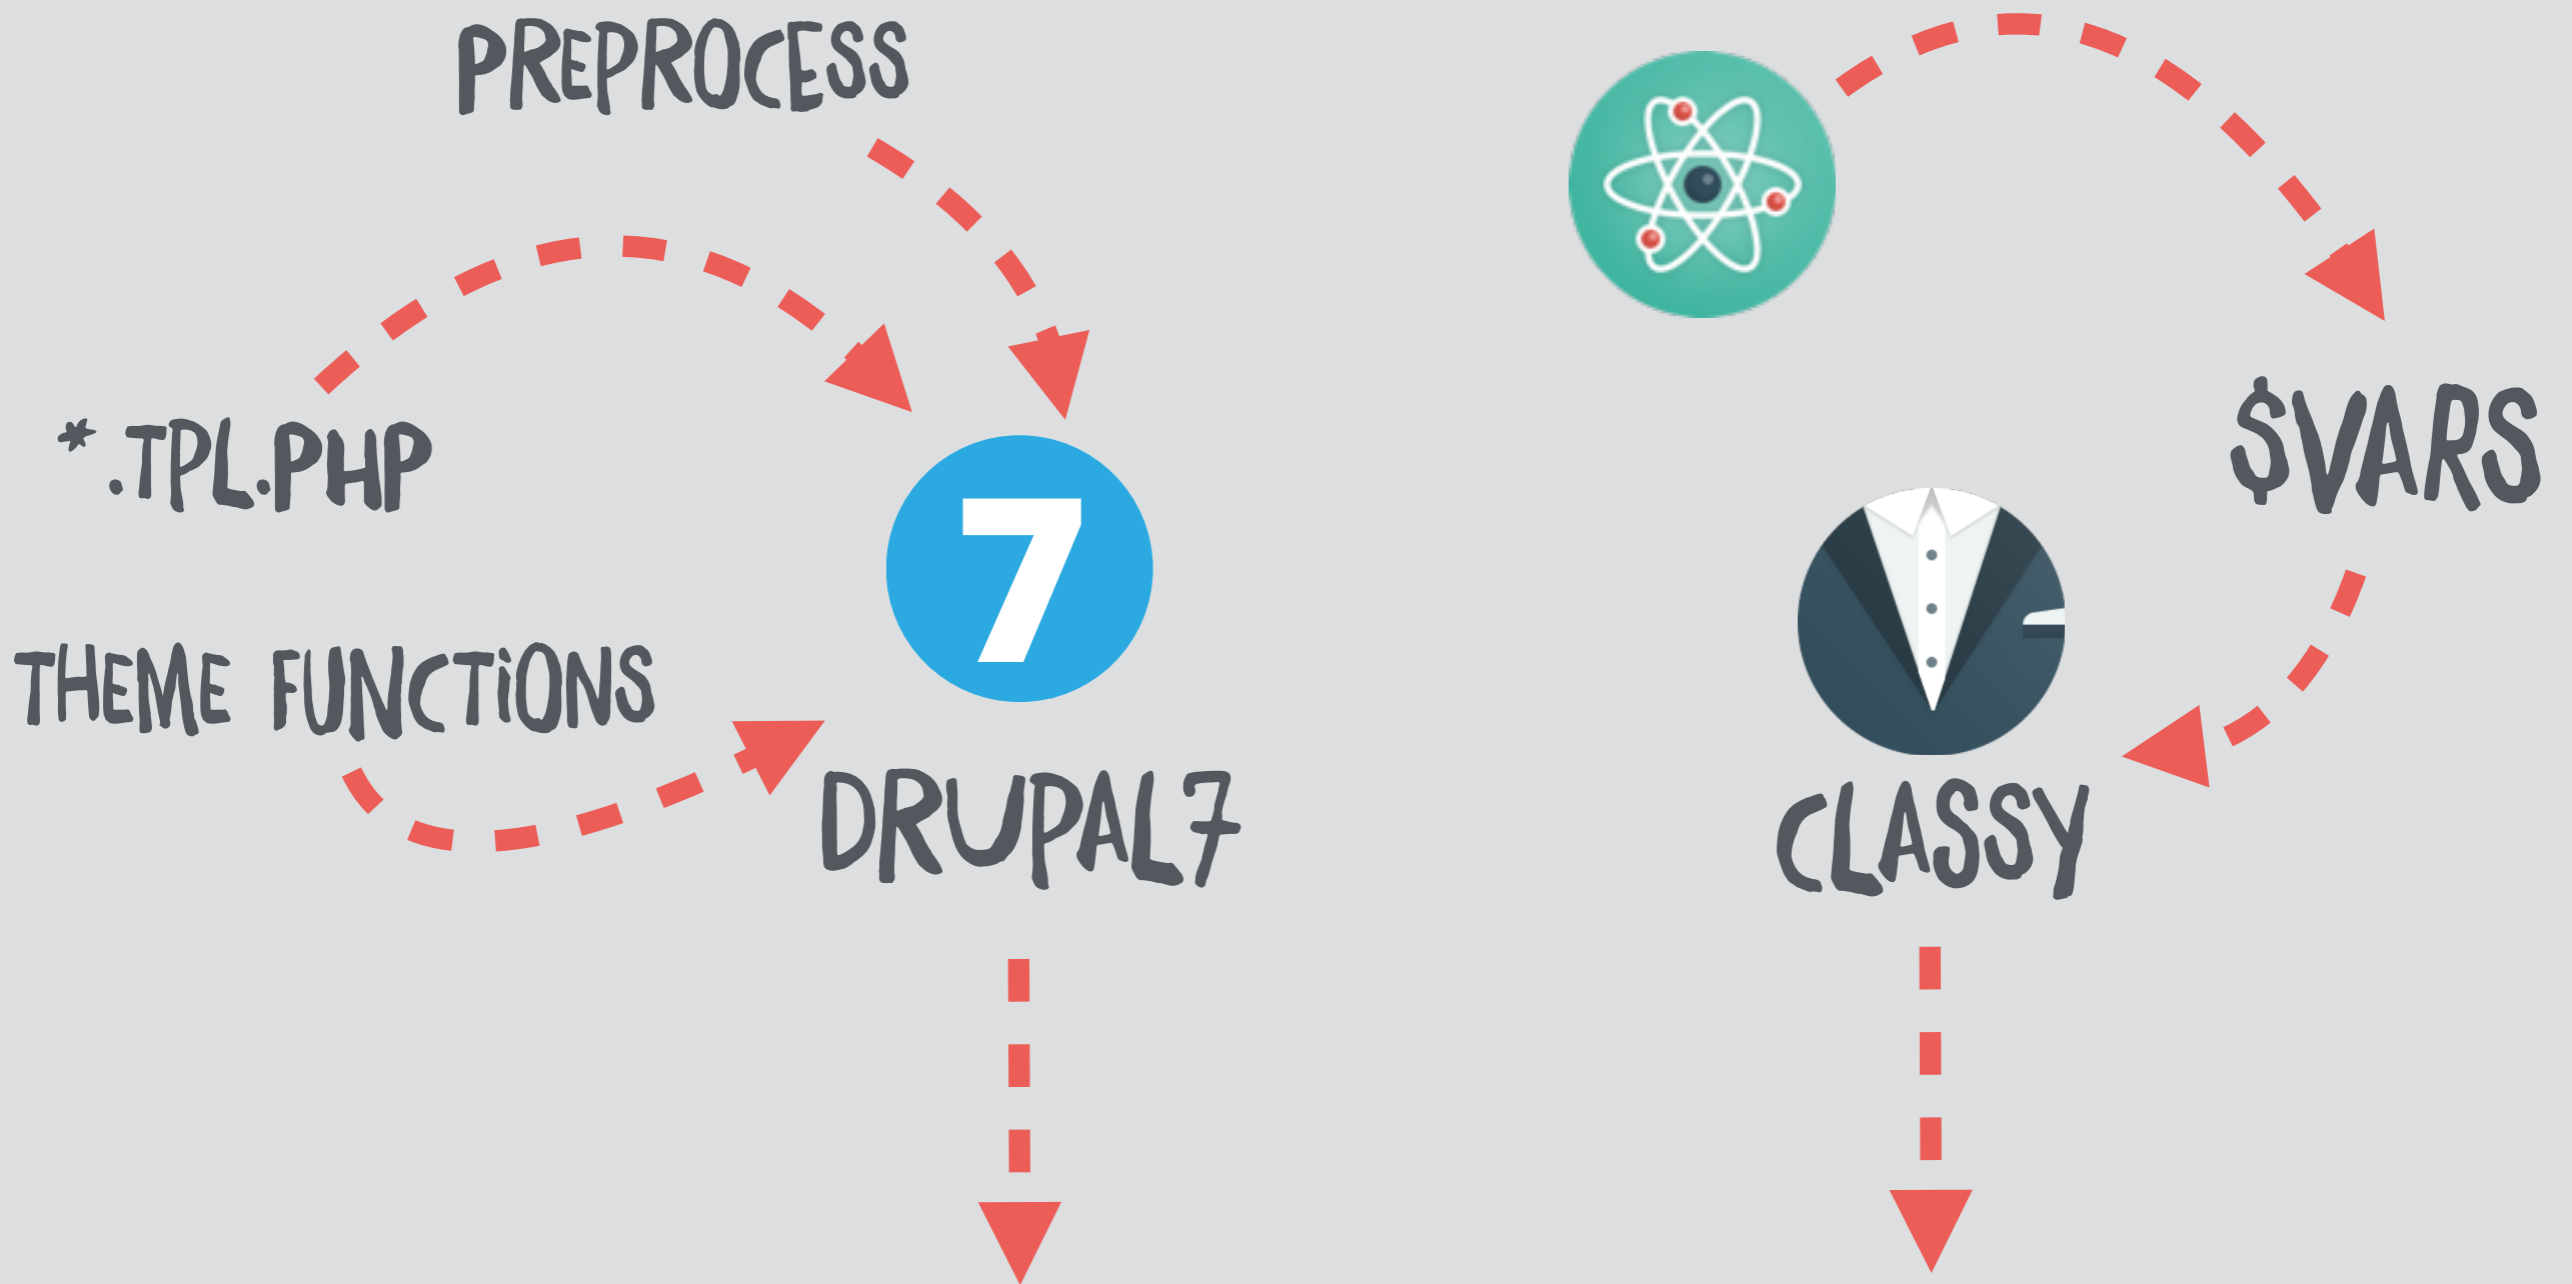 PREPROCESS
*.TPL.PHP
$VARS
7
THEME FUNCTIONS
DRUPAL7
CLASSY